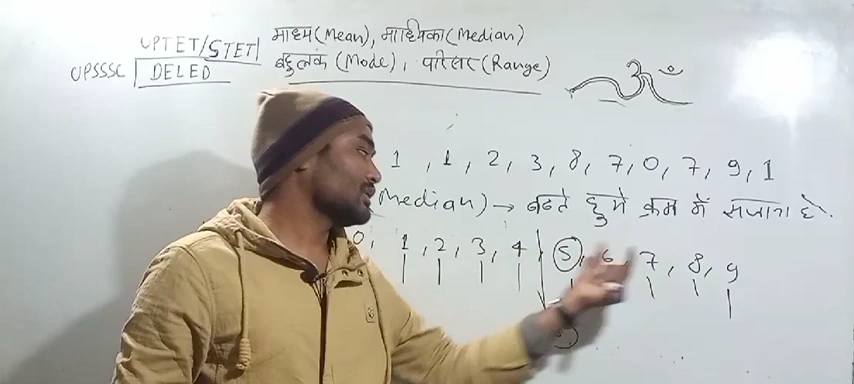 UPTET/STET| माध्य (Mean), माध्यिका (Median)
UPSSSC | DELED बहुलक (Mode), परिसर (Range)
ॐ
1, 1, 2, 3, 8, 7, 0, 7, 9, 1
Median) → बढते हुये क्रम में सजाना है.
0, 1, 2, 3, 4, 5, 6, 7, 8, 9